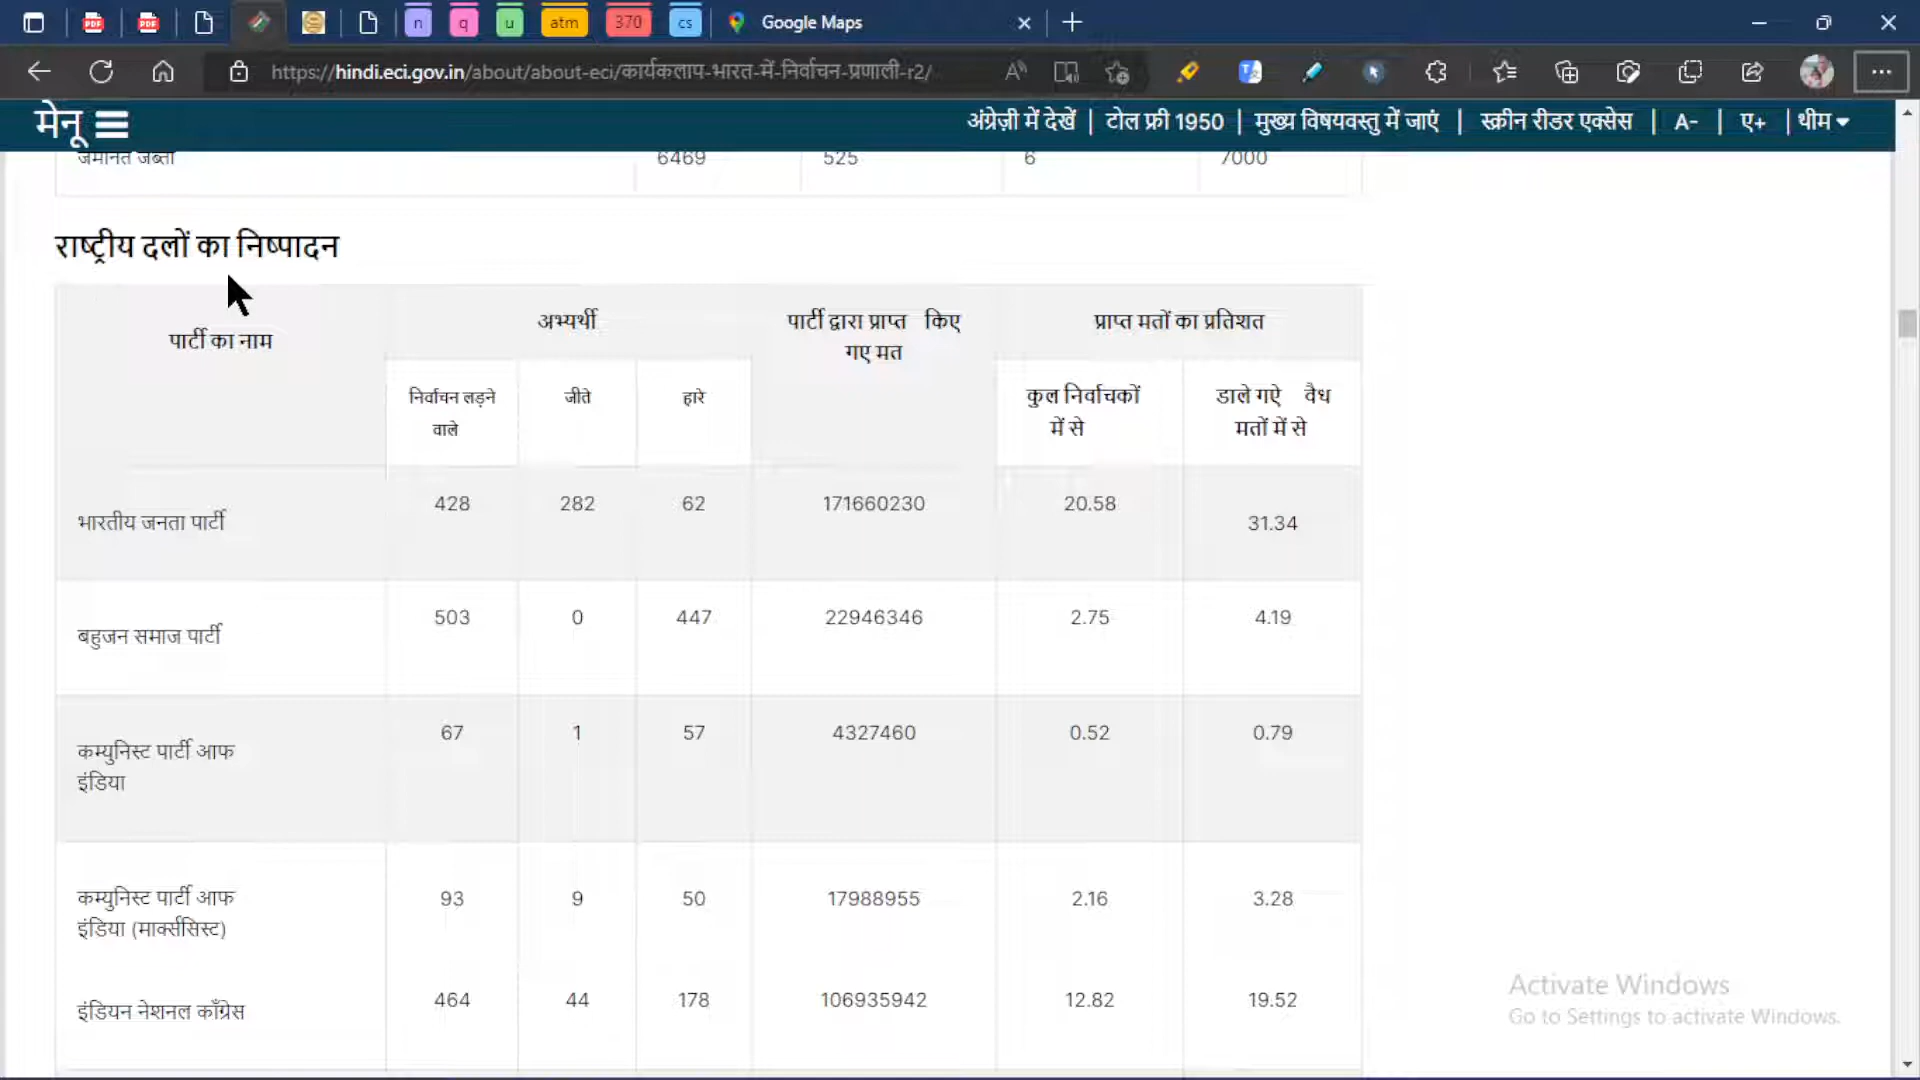 n q u atm 370 cs Google Maps
https://hindi.eci.gov.in/about/about-eci/कार्यकलाप-भारत-में-निर्वाचन-प्रणाली-r2/
मेनू अंग्रेज़ी में देखें | टोल फ्री 1950 | मुख्य विषयवस्तु में जाएं | स्क्रीन रीडर एक्सेस | A- | ए+ | थीम
जमानत जब्ता 6469 525 6 7000
राष्ट्रीय दलों का निष्पादन
पार्टी का नाम अभ्यर्थी पार्टी द्वारा प्राप्त किए गए मत प्राप्त मतों का प्रतिशत
निर्वाचन लड़ने वाले जीते हारे कुल निर्वाचकों में से डाले गऐ वैध मतों में से
भारतीय जनता पार्टी 428 282 62 171660230 20.58 31.34
बहुजन समाज पार्टी 503 0 447 22946346 2.75 4.19
कम्युनिस्ट पार्टी आफ इंडिया 67 1 57 4327460 0.52 0.79
कम्युनिस्ट पार्टी आफ इंडिया (मार्क्ससिस्ट) 93 9 50 17988955 2.16 3.28
इंडियन नेशनल काँग्रेस 464 44 178 106935942 12.82 19.52
Activate Windows
Go to Settings to activate Windows.